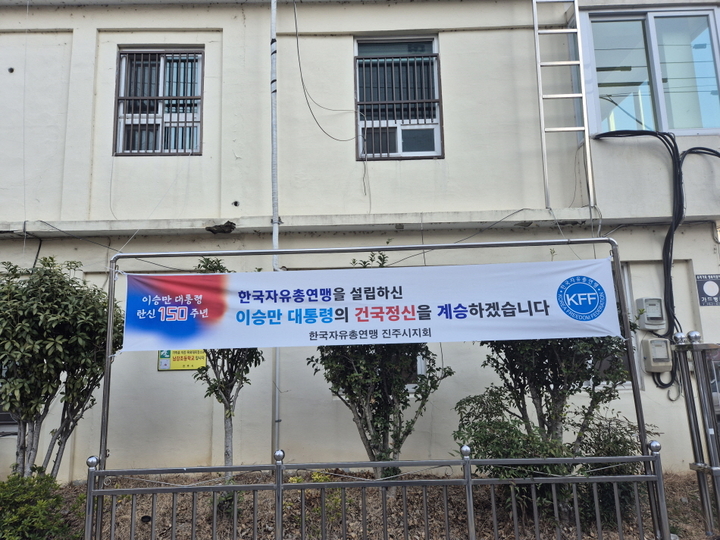 이승만 대통령
탄신 150 주년
한국자유총연맹을 설립하신
이승만 대통령의 건국정신을 계승하겠습니다
한국자유총연맹 진주시지회
KFF